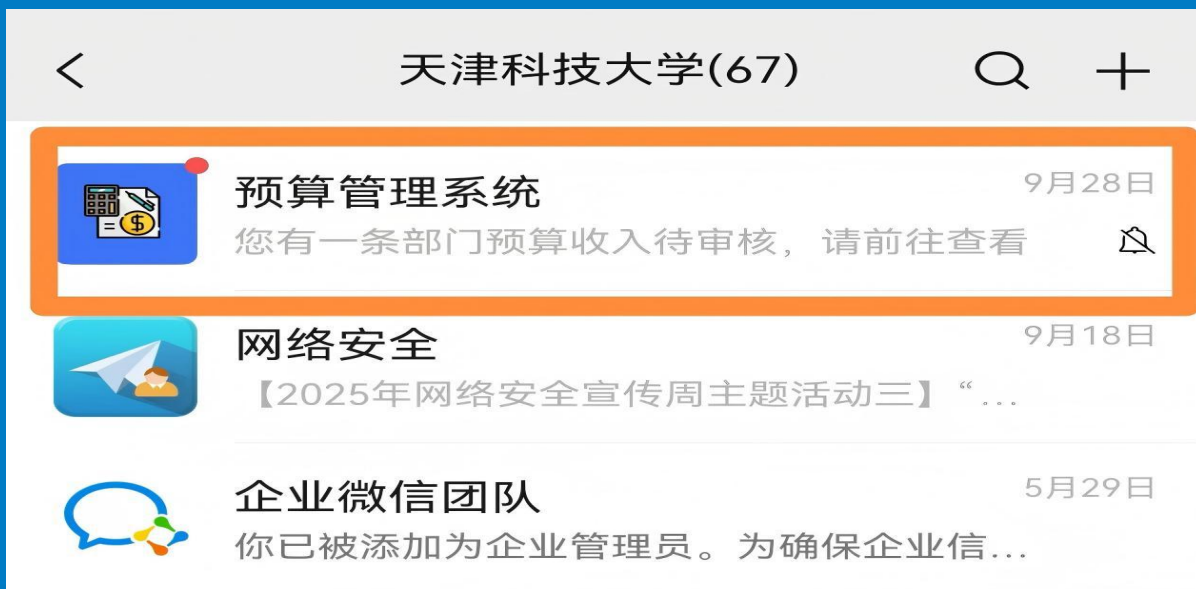 天津科技大学(67)
预算管理系统
9月28日
您有一条部门预算收入待审核，请前往查看
网络安全
9月18日
【2025年网络安全宣传周主题活动三】“...
企业微信团队
5月29日
你已被添加为企业管理员。为确保企业信...